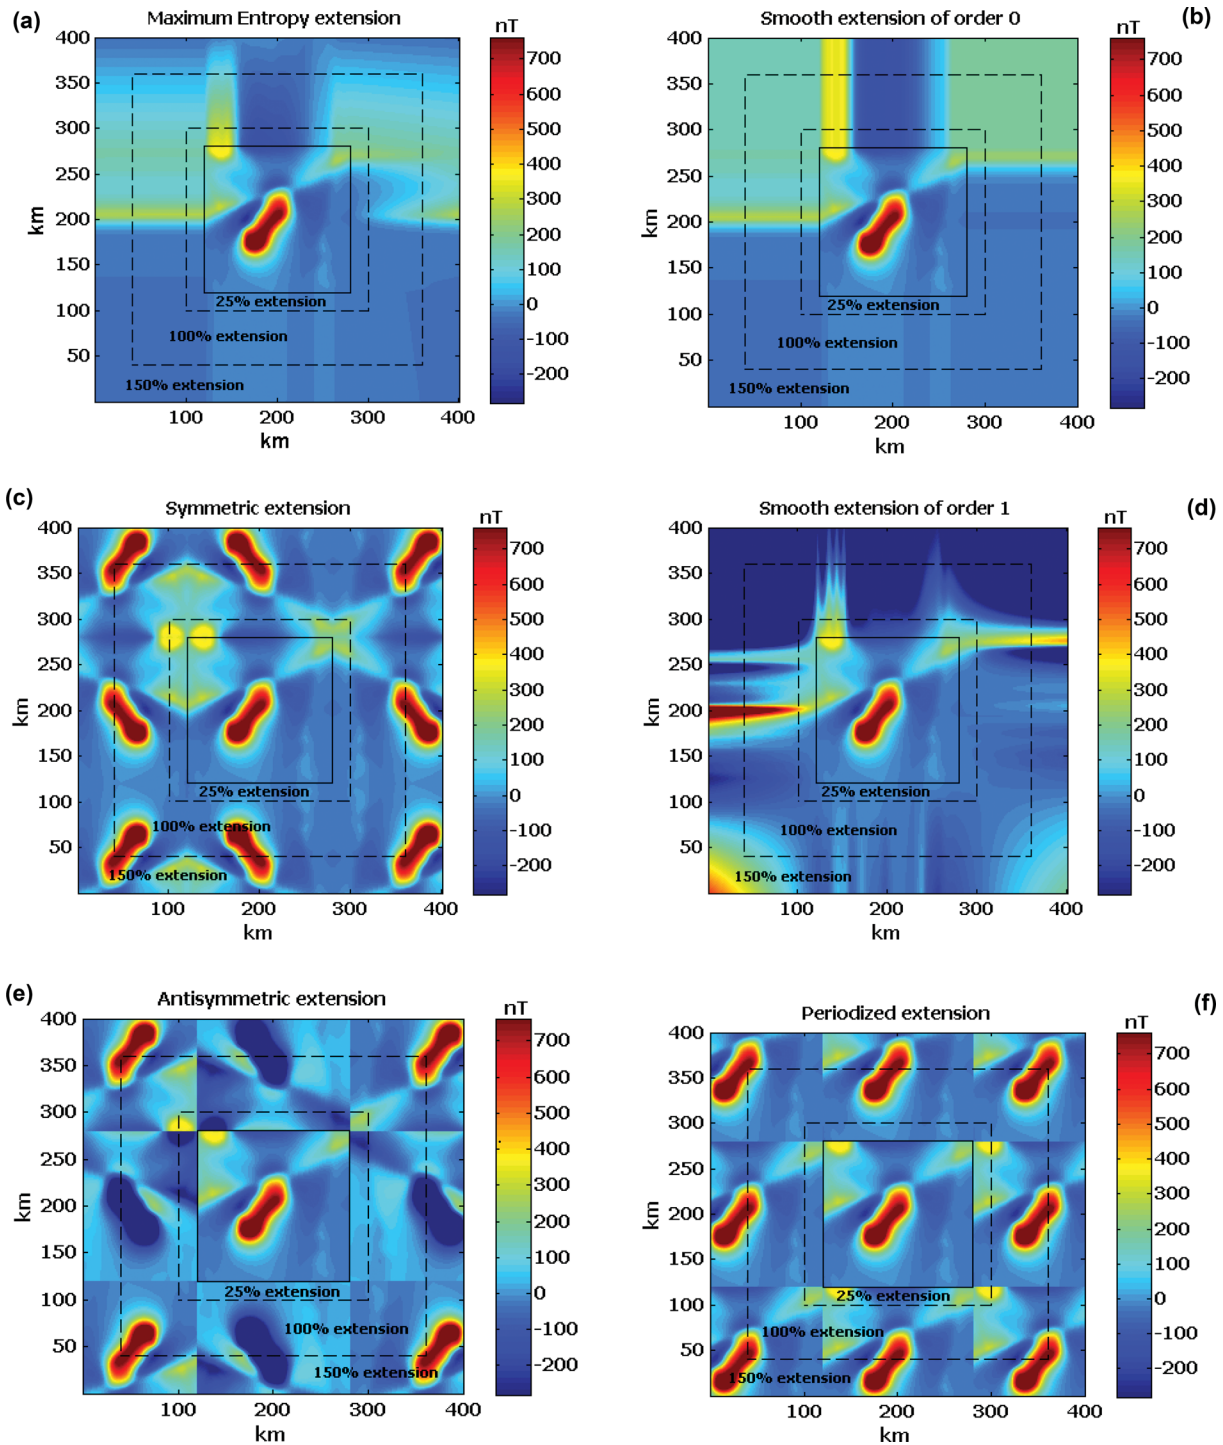 (a)
Maximum Entropy extension
nT
400
350
300
250
200
150
100
50
km
25% extension
100% extension
150% extension
100 200 300 400
km
700
600
500
400
300
200
100
0
-100
-200
(b)
Smooth extension of order 0
nT
400
350
300
250
200
150
100
50
km
25% extension
100% extension
150% extension
100 200 300 400
km
700
600
500
400
300
200
100
0
-100
-200
(c)
Symmetric extension
nT
400
350
300
250
200
150
100
50
km
25% extension
100% extension
150% extension
100 200 300 400
km
700
600
500
400
300
200
100
0
-100
-200
(d)
Smooth extension of order 1
nT
400
350
300
250
200
150
100
50
km
25% extension
100% extension
150% extension
100 200 300 400
km
700
600
500
400
300
200
100
0
-100
-200
(e)
Antisymmetric extension
nT
400
350
300
250
200
150
100
50
km
25% extension
100% extension
150% extension
100 200 300 400
km
700
600
500
400
300
200
100
0
-100
-200
(f)
Periodized extension
nT
400
350
300
250
200
150
100
50
km
25% extension
100% extension
150% extension
100 200 300 400
km
700
600
500
400
300
200
100
0
-100
-200